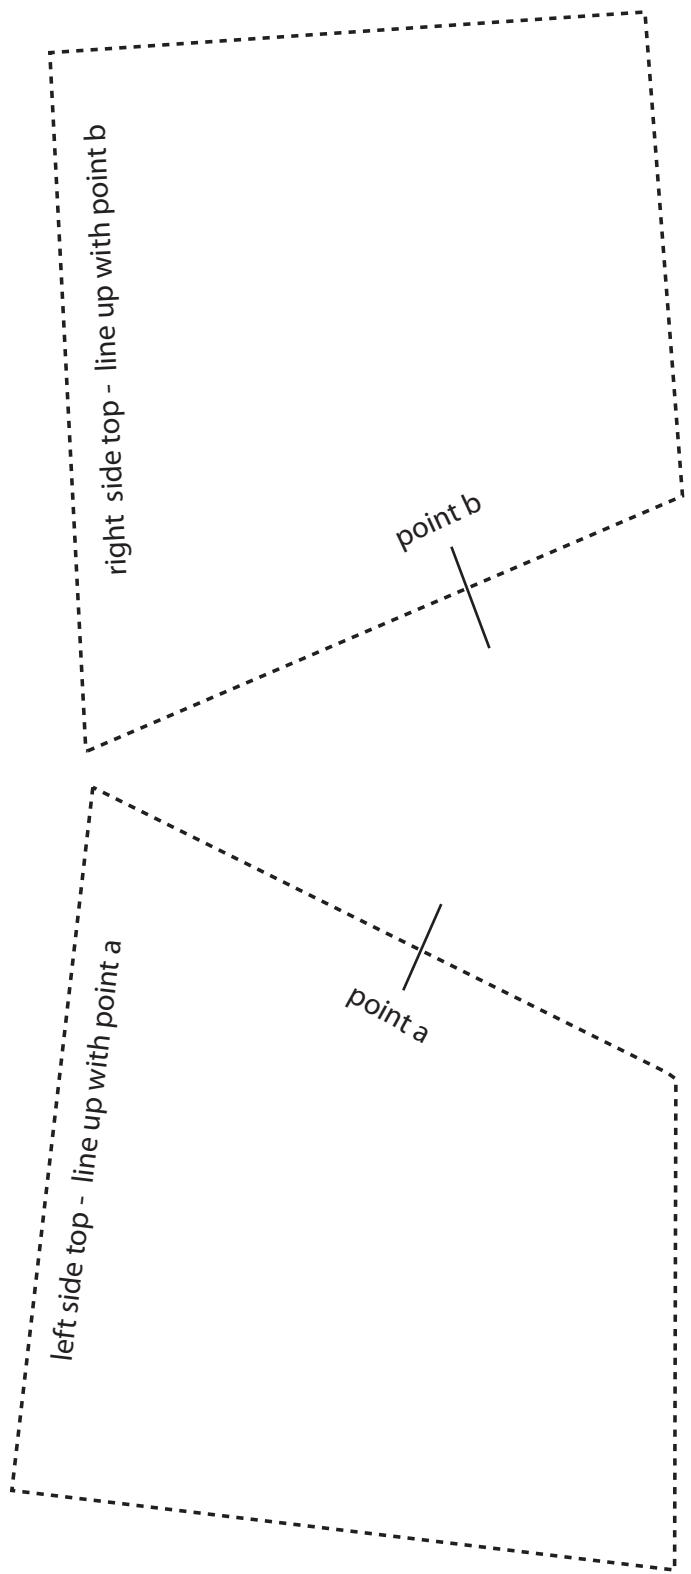 right side top - line up with point b
point b
point a
left side top - line up with point a